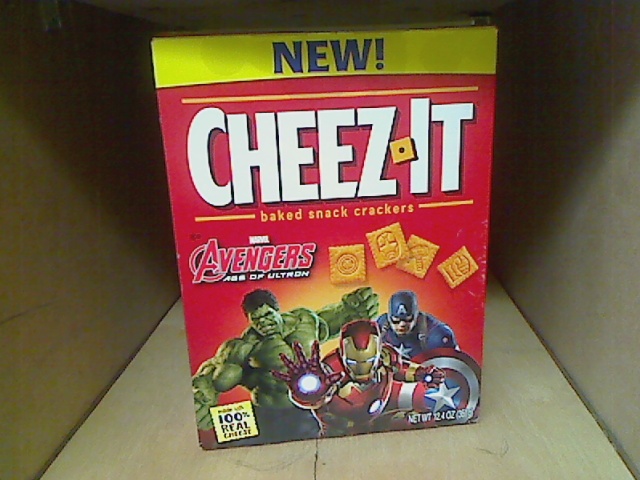 NEW!
CHEEZ-IT
baked snack crackers
MARVEL
AVENGERS
AGE OF ULTRON
A
made with
100%
REAL
CHEESE
NET WT 12.4 OZ